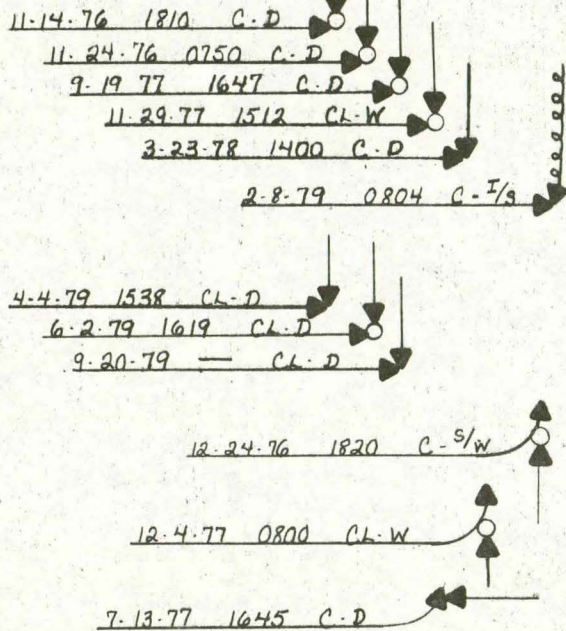 11-14-76 1810 C-D
11-24-76 0750 C-D
9-19 77 1647 C-D
11-29-77 1512 CL-W
3-23-78 1400 C-D
2-8-79 0804 C-I/S
4-4-79 1538 CL-D
6-2-79 1619 CL-D
9-20-79 — CL-D
12-24-76 1820 C-S/W
12-4-77 0800 CL-W
7-13-77 1645 C-D